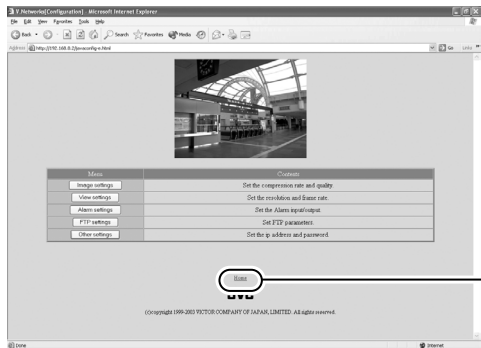 V.Networks[Configuration] - Microsoft Internet Explorer
File Edit View Favorites Tools Help
Back Search Favorites Media
Address http://192.168.0.2/javaconfig-e.html Go Links
Menu Contents
Image settings Set the compression rate and quality.
View settings Set the resolution and frame rate.
Alarm settings Set the Alarm input/output.
FTP settings Set FTP parameters.
Other settings Set the ip address and password.
Home
JVC
(c)copyright 1999-2003 VICTOR COMPANY OF JAPAN, LIMITED. All rights reserved.
Done Internet